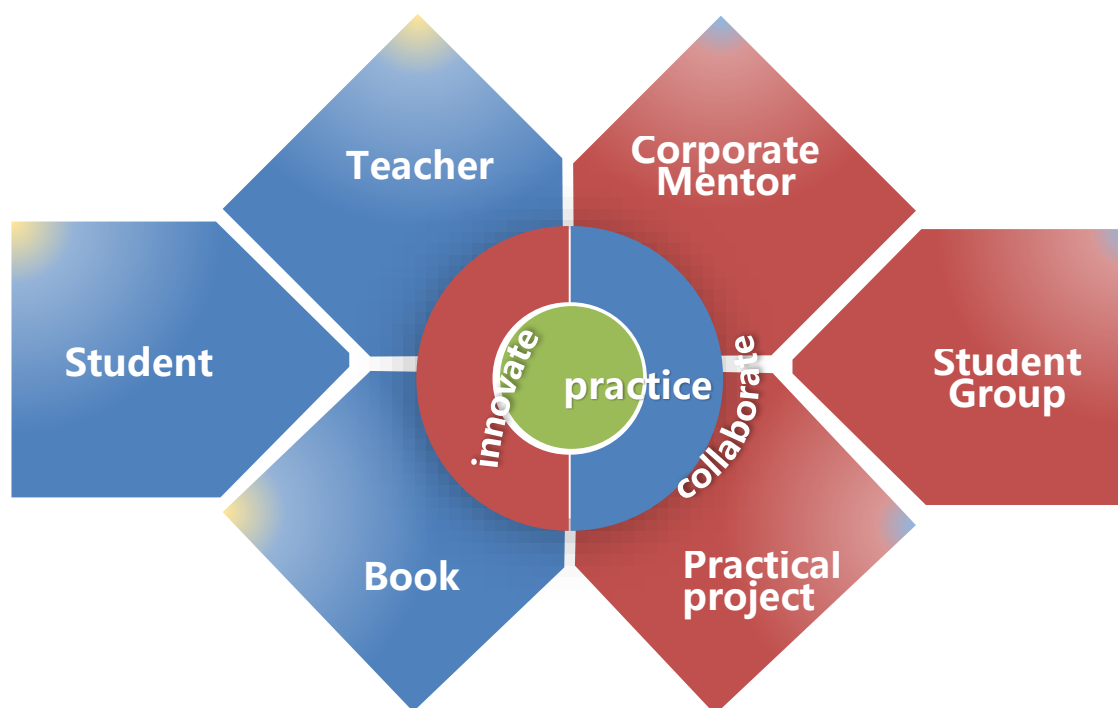 Teacher
Corporate
Mentor
Student
innovate
practice
collaborate
Student
Group
Book
Practical
project